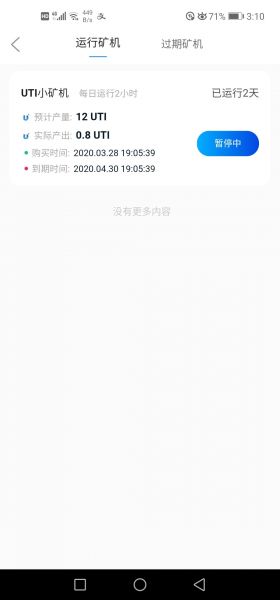 HD 4G 449 B/s 71% 3:10
运行矿机 过期矿机
UTI小矿机 每日运行2小时 已运行2天
预计产量: 12 UTI
实际产出: 0.8 UTI
暂停中
购买时间: 2020.03.28 19:05:39
到期时间: 2020.04.30 19:05:39
没有更多内容